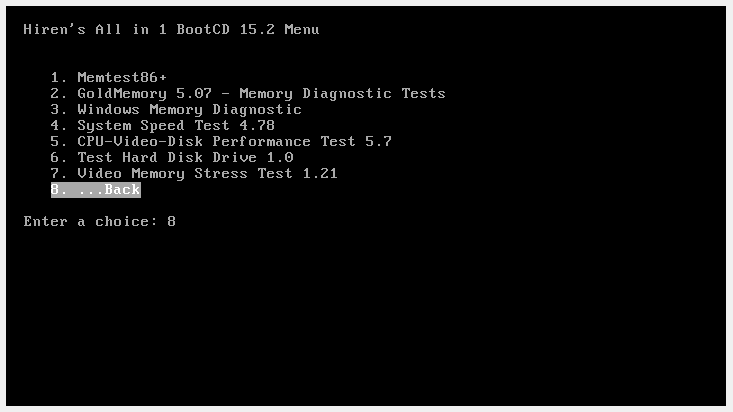 Hiren's All in 1 BootCD 15.2 Menu
1. Memtest86+
2. GoldMemory 5.07 - Memory Diagnostic Tests
3. Windows Memory Diagnostic
4. System Speed Test 4.78
5. CPU-Video-Disk Performance Test 5.7
6. Test Hard Disk Drive 1.0
7. Video Memory Stress Test 1.21
8. ...Back
Enter a choice: 8